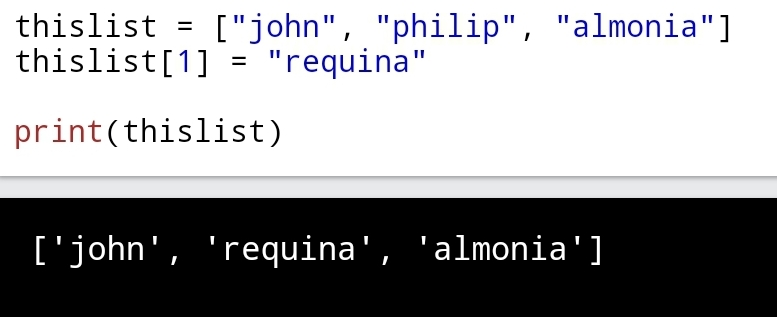 thislist = ["john", "philip", "almonia"]
thislist[1] = "requina"
print(thislist)
['john', 'requina', 'almonia']